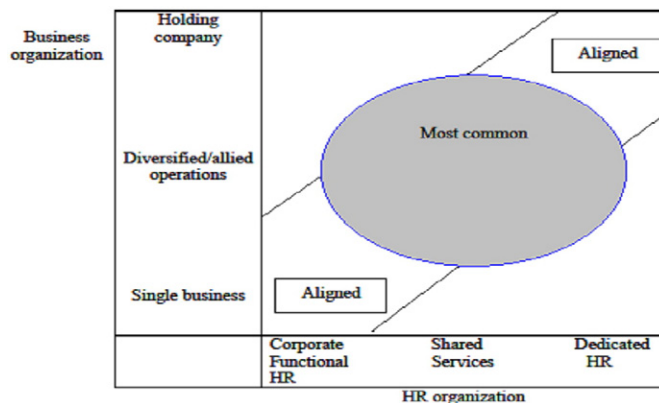 Business
organization
Holding
company
Aligned
Most common
Diversified/allied
operations
Single business
Aligned
Corporate
Functional
HR
Shared
Services
Dedicated
HR
HR organization